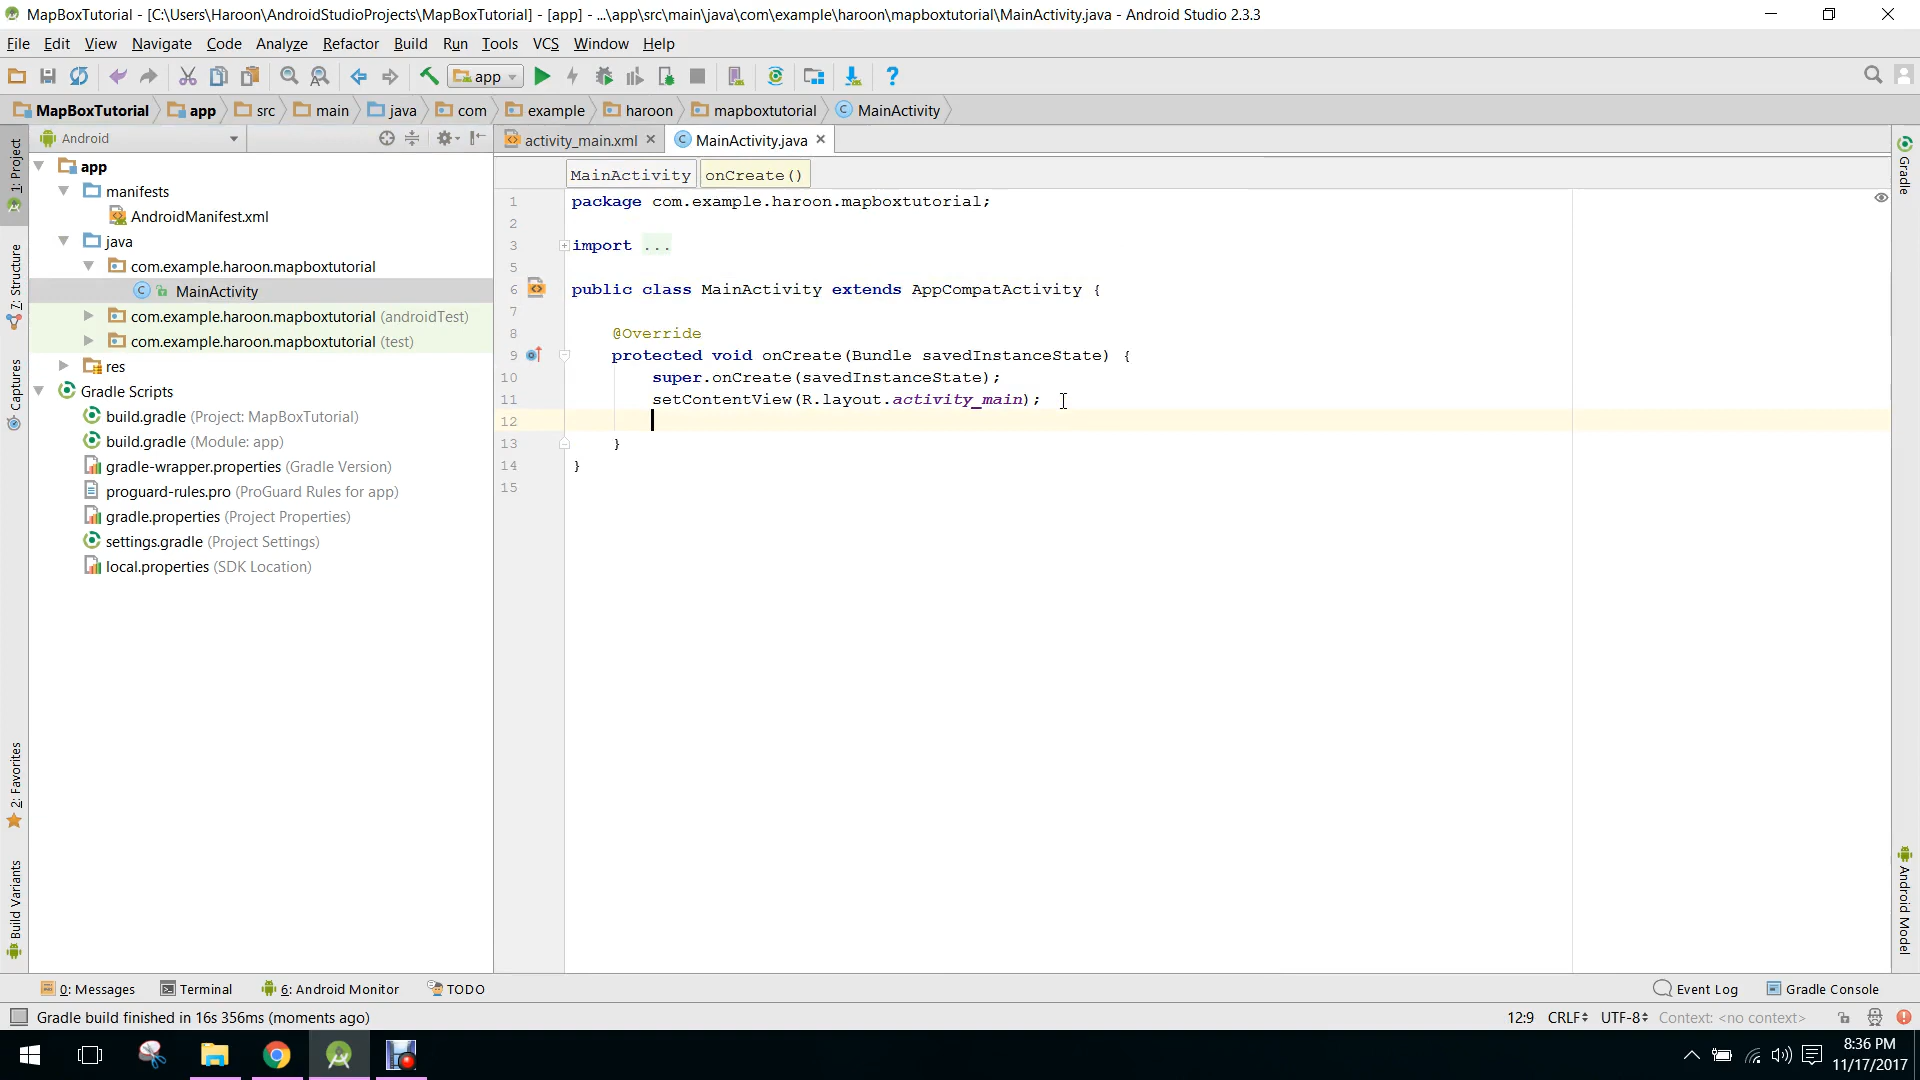 MapBoxTutorial - [C:\Users\Haroon\AndroidStudioProjects\MapBoxTutorial] - [app] - ...\app\src\main\java\com\example\haroon\mapboxtutorial\MainActivity.java - Android Studio 2.3.3
File Edit View Navigate Code Analyze Refactor Build Run Tools VCS Window Help
app
MapBoxTutorial app src main java com example haroon mapboxtutorial MainActivity
Android
activity_main.xml
MainActivity.java
MainActivity onCreate()
1: Project
7: Structure
Captures
2: Favorites
Build Variants
app
manifests
AndroidManifest.xml
java
com.example.haroon.mapboxtutorial
MainActivity
com.example.haroon.mapboxtutorial (androidTest)
com.example.haroon.mapboxtutorial (test)
res
Gradle Scripts
build.gradle (Project: MapBoxTutorial)
build.gradle (Module: app)
gradle-wrapper.properties (Gradle Version)
proguard-rules.pro (ProGuard Rules for app)
gradle.properties (Project Properties)
settings.gradle (Project Settings)
local.properties (SDK Location)
1 package com.example.haroon.mapboxtutorial;
2
3 import ...
5
6 public class MainActivity extends AppCompatActivity {
7
8 @Override
9 protected void onCreate(Bundle savedInstanceState) {
10 super.onCreate(savedInstanceState);
11 setContentView(R.layout.activity_main);
12
13 }
14 }
15
Gradle
Android Model
0: Messages Terminal 6: Android Monitor TODO Event Log Gradle Console
Gradle build finished in 16s 356ms (moments ago) 12:9 CRLF UTF-8 Context: <no context>
8:36 PM
11/17/2017